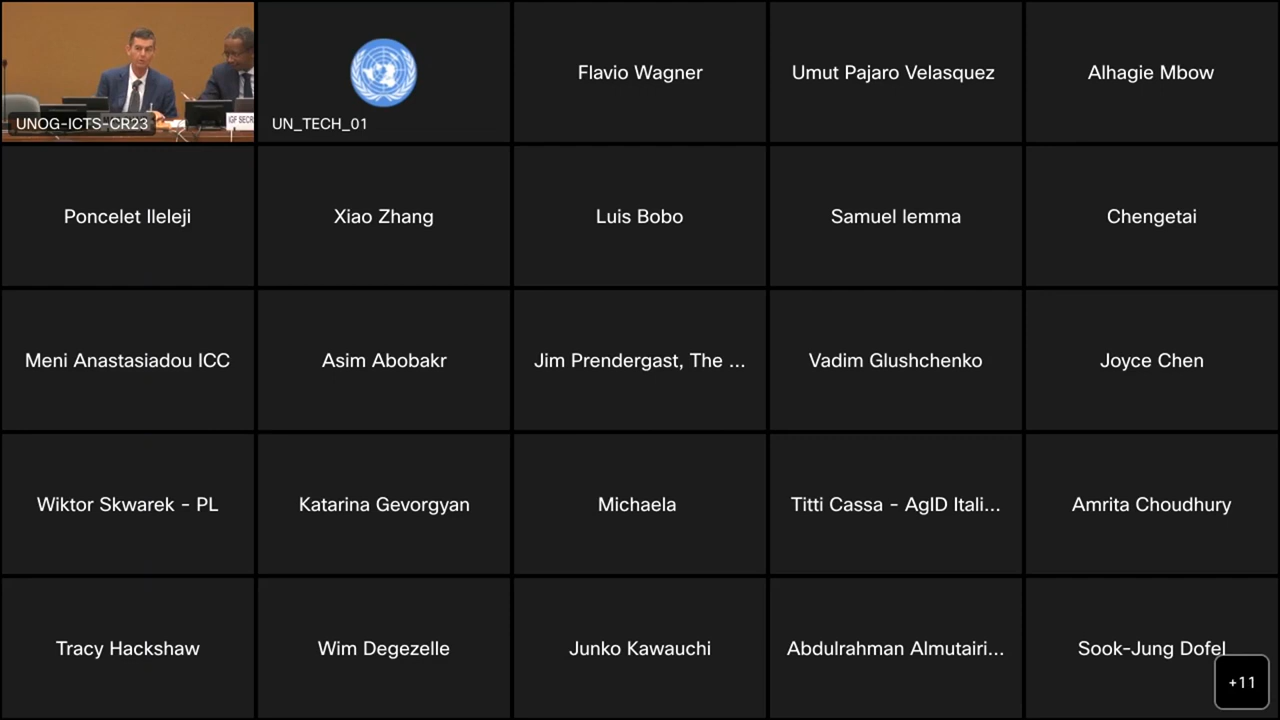 UNOG-ICTS-CR23
IGF SECR
UN_TECH_01
Flavio Wagner
Umut Pajaro Velasquez
Alhagie Mbow
Poncelet Ileleji
Xiao Zhang
Luis Bobo
Samuel lemma
Chengetai
Meni Anastasiadou ICC
Asim Abobakr
Jim Prendergast, The ...
Vadim Glushchenko
Joyce Chen
Wiktor Skwarek - PL
Katarina Gevorgyan
Michaela
Titti Cassa - AgID Itali...
Amrita Choudhury
Tracy Hackshaw
Wim Degezelle
Junko Kawauchi
Abdulrahman Almutairi...
Sook-Jung Dofel
+11